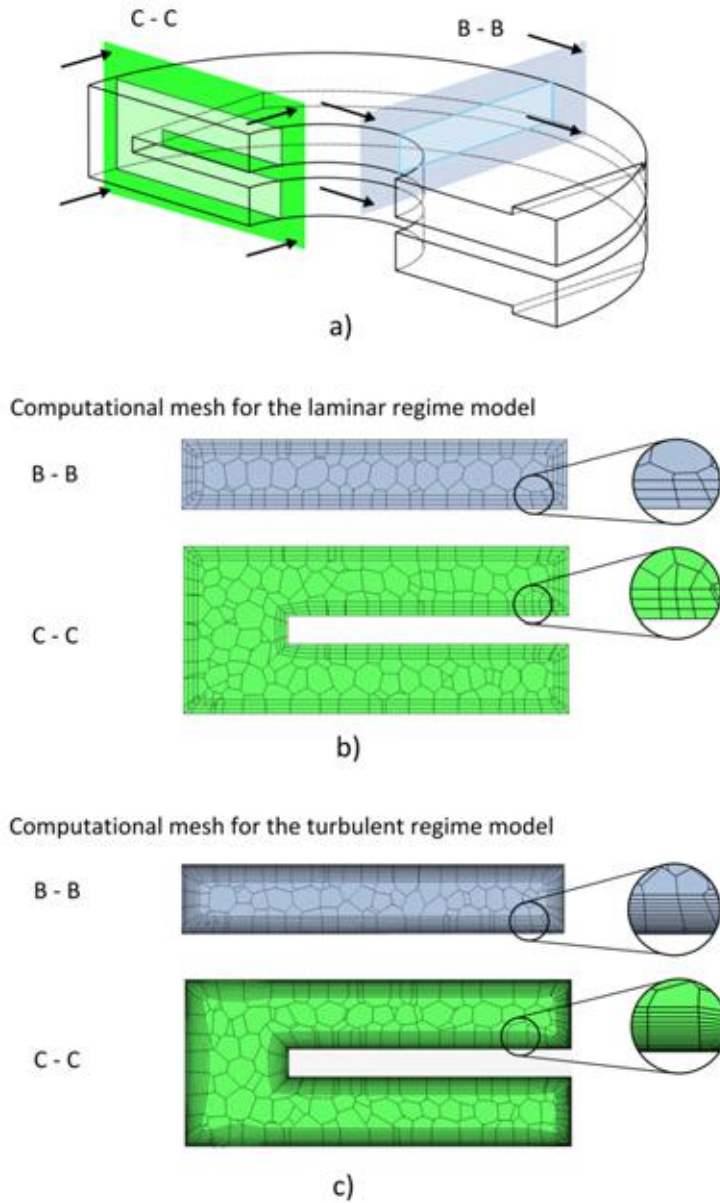 C - C
B - B
a)
Computational mesh for the laminar regime model
B - B
C - C
b)
Computational mesh for the turbulent regime model
B - B
C - C
c)